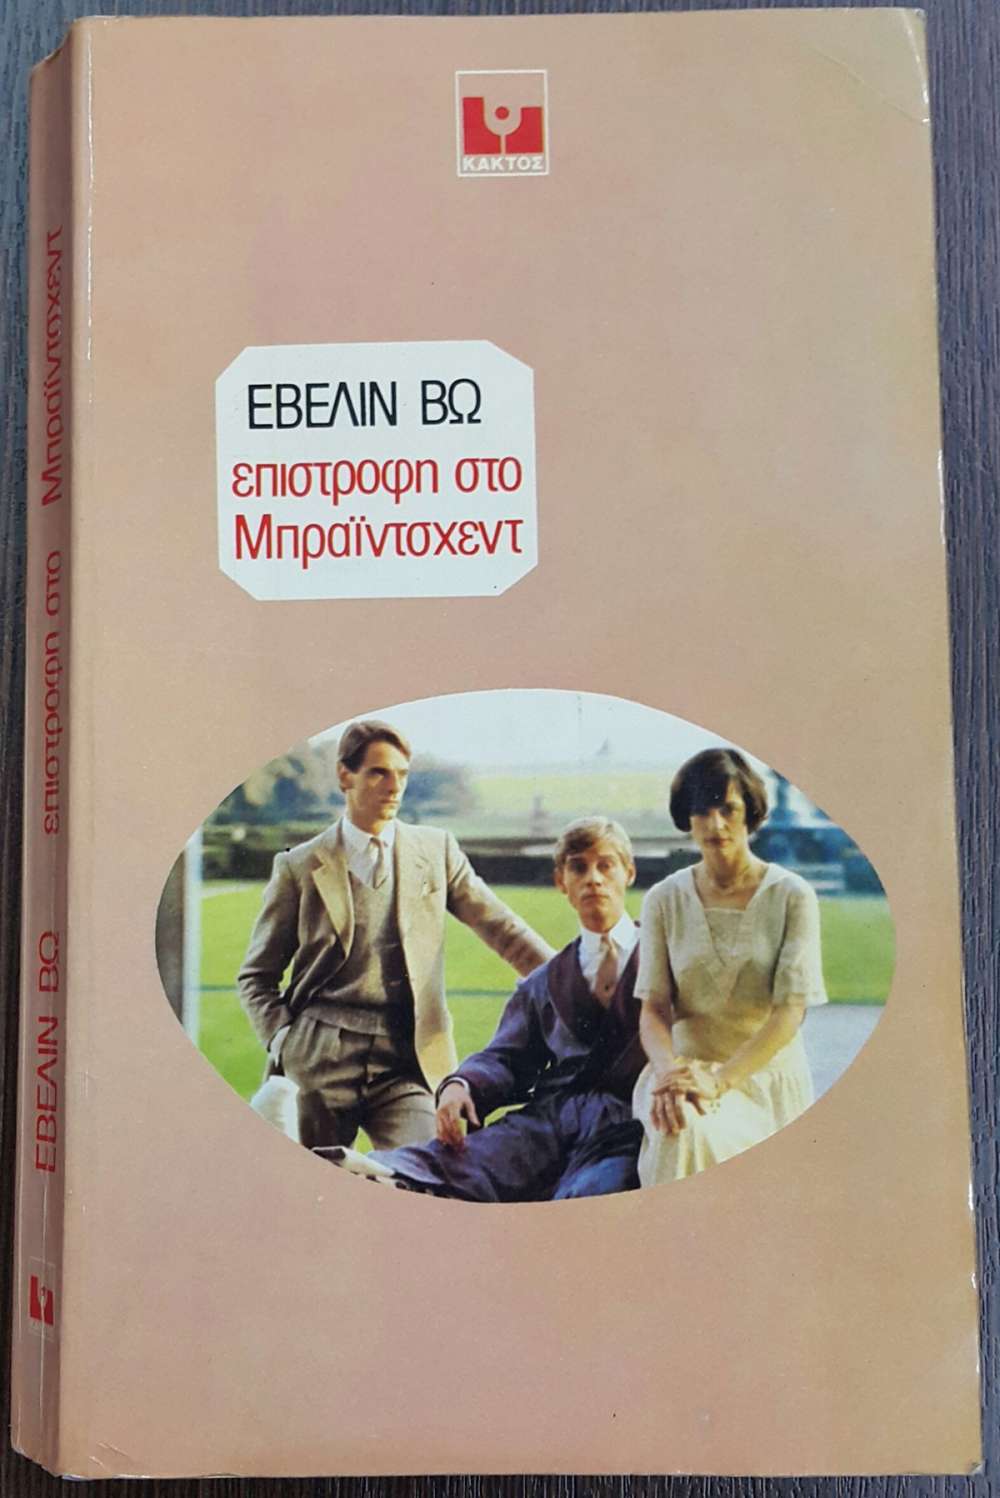 ΚΑΚΤΟΣ
ΕΒΕΛΙΝ ΒΩ
επιστροφη στο
Μπραϊντσχεντ
ΕΒΕΛΙΝ ΒΩ επιστροφη στο Μπραϊντσχεντ